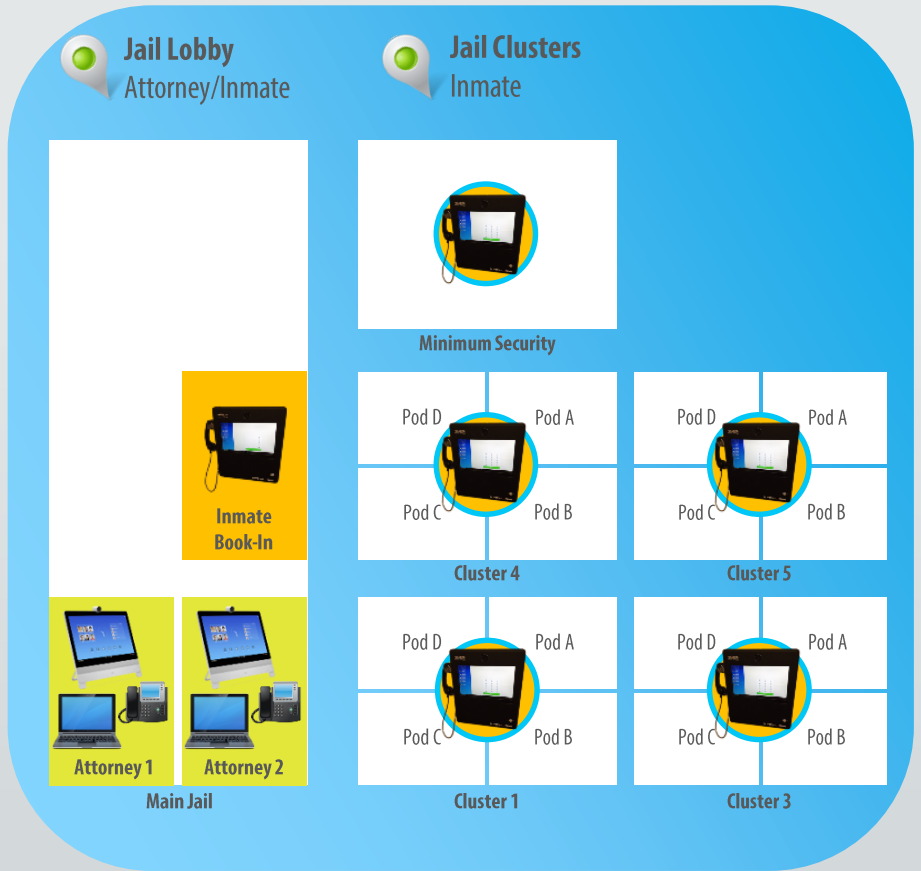 Jail Lobby
Attorney/Inmate
Jail Clusters
Inmate
Minimum Security
Inmate
Book-In
Attorney 1
Attorney 2
Main Jail
Pod D
Pod A
Pod C
Pod B
Cluster 4
Pod D
Pod A
Pod C
Pod B
Cluster 5
Pod D
Pod A
Pod C
Pod B
Cluster 1
Pod D
Pod A
Pod C
Pod B
Cluster 3